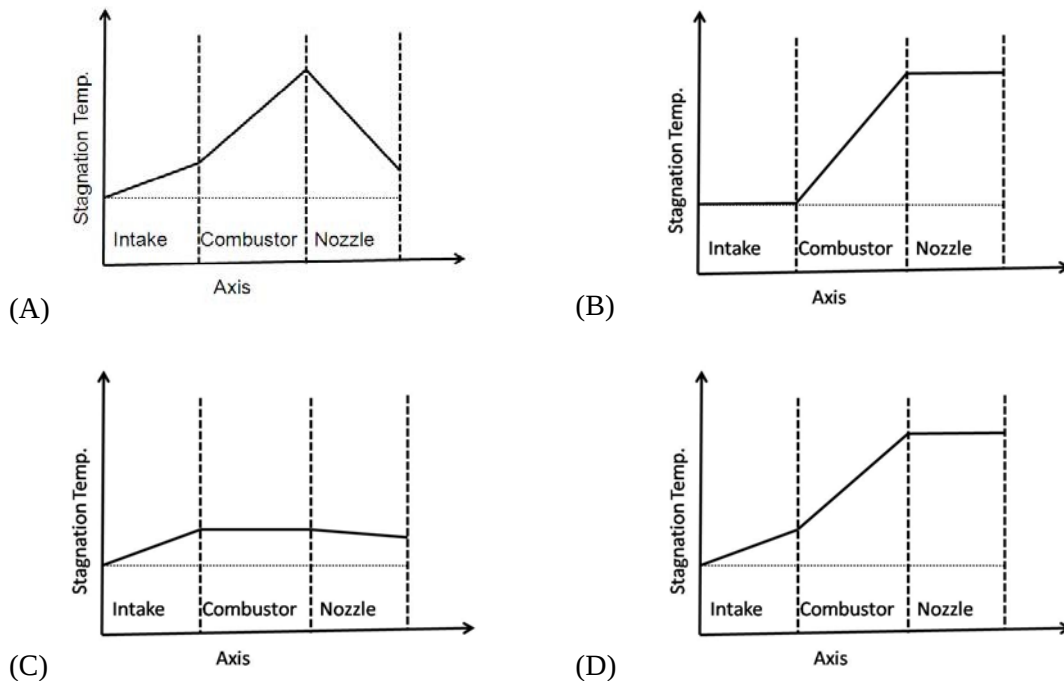 Stagnation Temp.
Intake Combustor Nozzle
Axis
(A)
Stagnation Temp.
Intake Combustor Nozzle
Axis
(B)
Stagnation Temp.
Intake Combustor Nozzle
Axis
(C)
Stagnation Temp.
Intake Combustor Nozzle
Axis
(D)